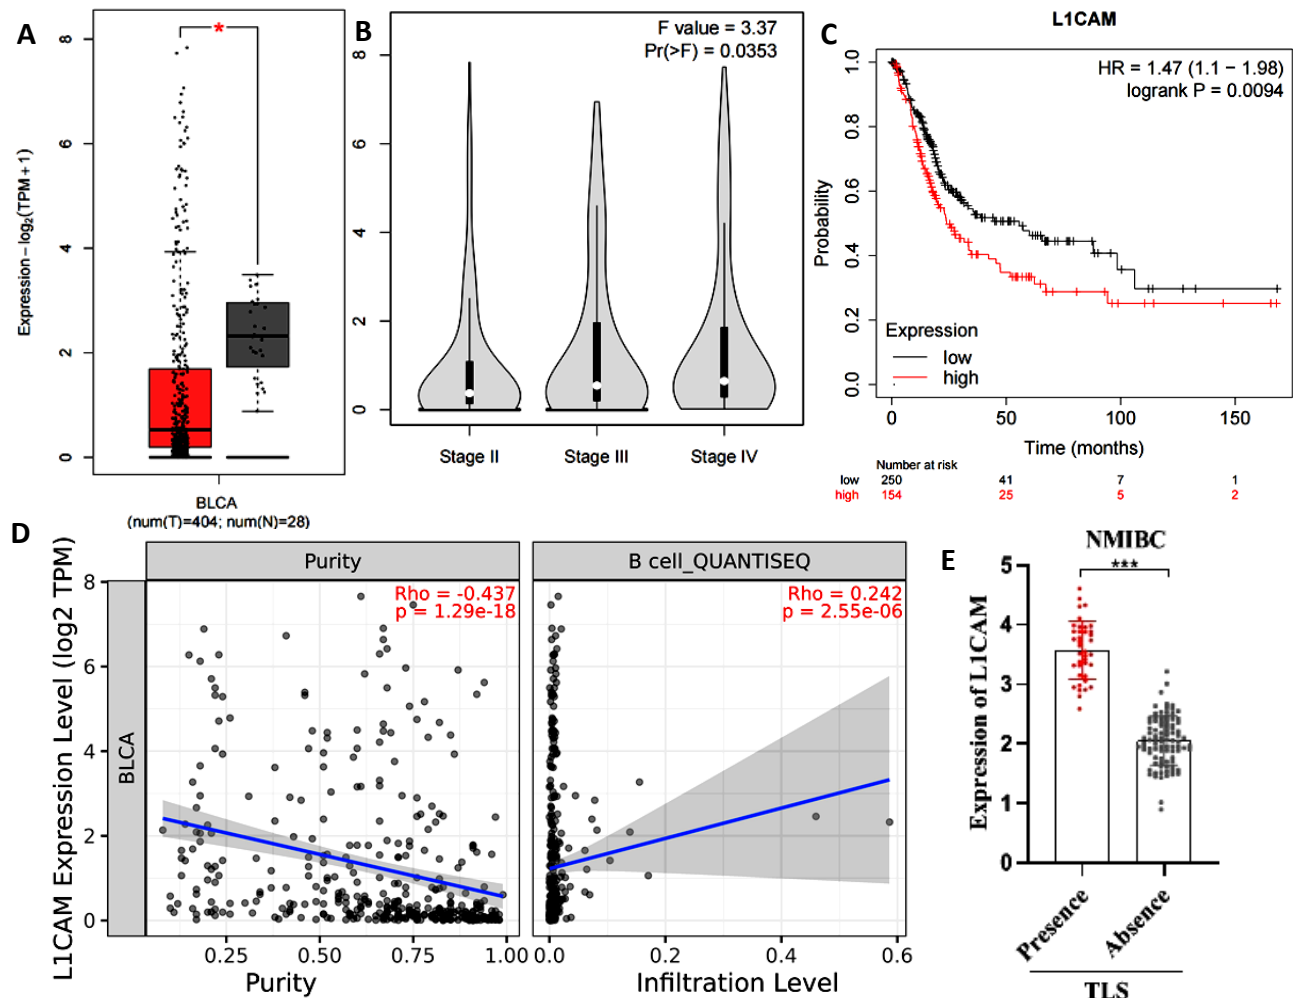 A
*
8
6
4
2
0
Expression − log₂(TPM + 1)
BLCA
(num(T)=404; num(N)=28)
B
F value = 3.37
Pr(>F) = 0.0353
8
6
4
2
0
Stage II Stage III Stage IV
C
L1CAM
HR = 1.47 (1.1 − 1.98)
logrank P = 0.0094
1.0
0.8
0.6
0.4
0.2
0.0
Probability
Expression
low
high
0 50 100 150
Time (months)
Number at risk
low 250 41 7 1
high 154 25 5 2
D
L1CAM Expression Level (log2 TPM)
BLCA
Purity
Rho = -0.437
p = 1.29e-18
8
6
4
2
0
0.25 0.50 0.75 1.00
Purity
B cell_QUANTISEQ
Rho = 0.242
p = 2.55e-06
0.0 0.2 0.4 0.6
Infiltration Level
E
NMIBC
***
5
4
3
2
1
0
Expression of L1CAM
Presence
Absence
TLS